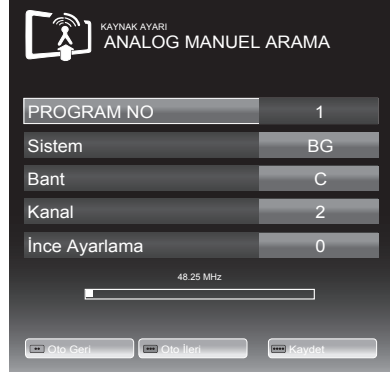 KAYNAK AYARI
ANALOG MANUEL ARAMA
PROGRAM NO 1
Sistem BG
Bant C
Kanal 2
İnce Ayarlama 0
48.25 MHz
Oto Geri Oto İleri Kaydet